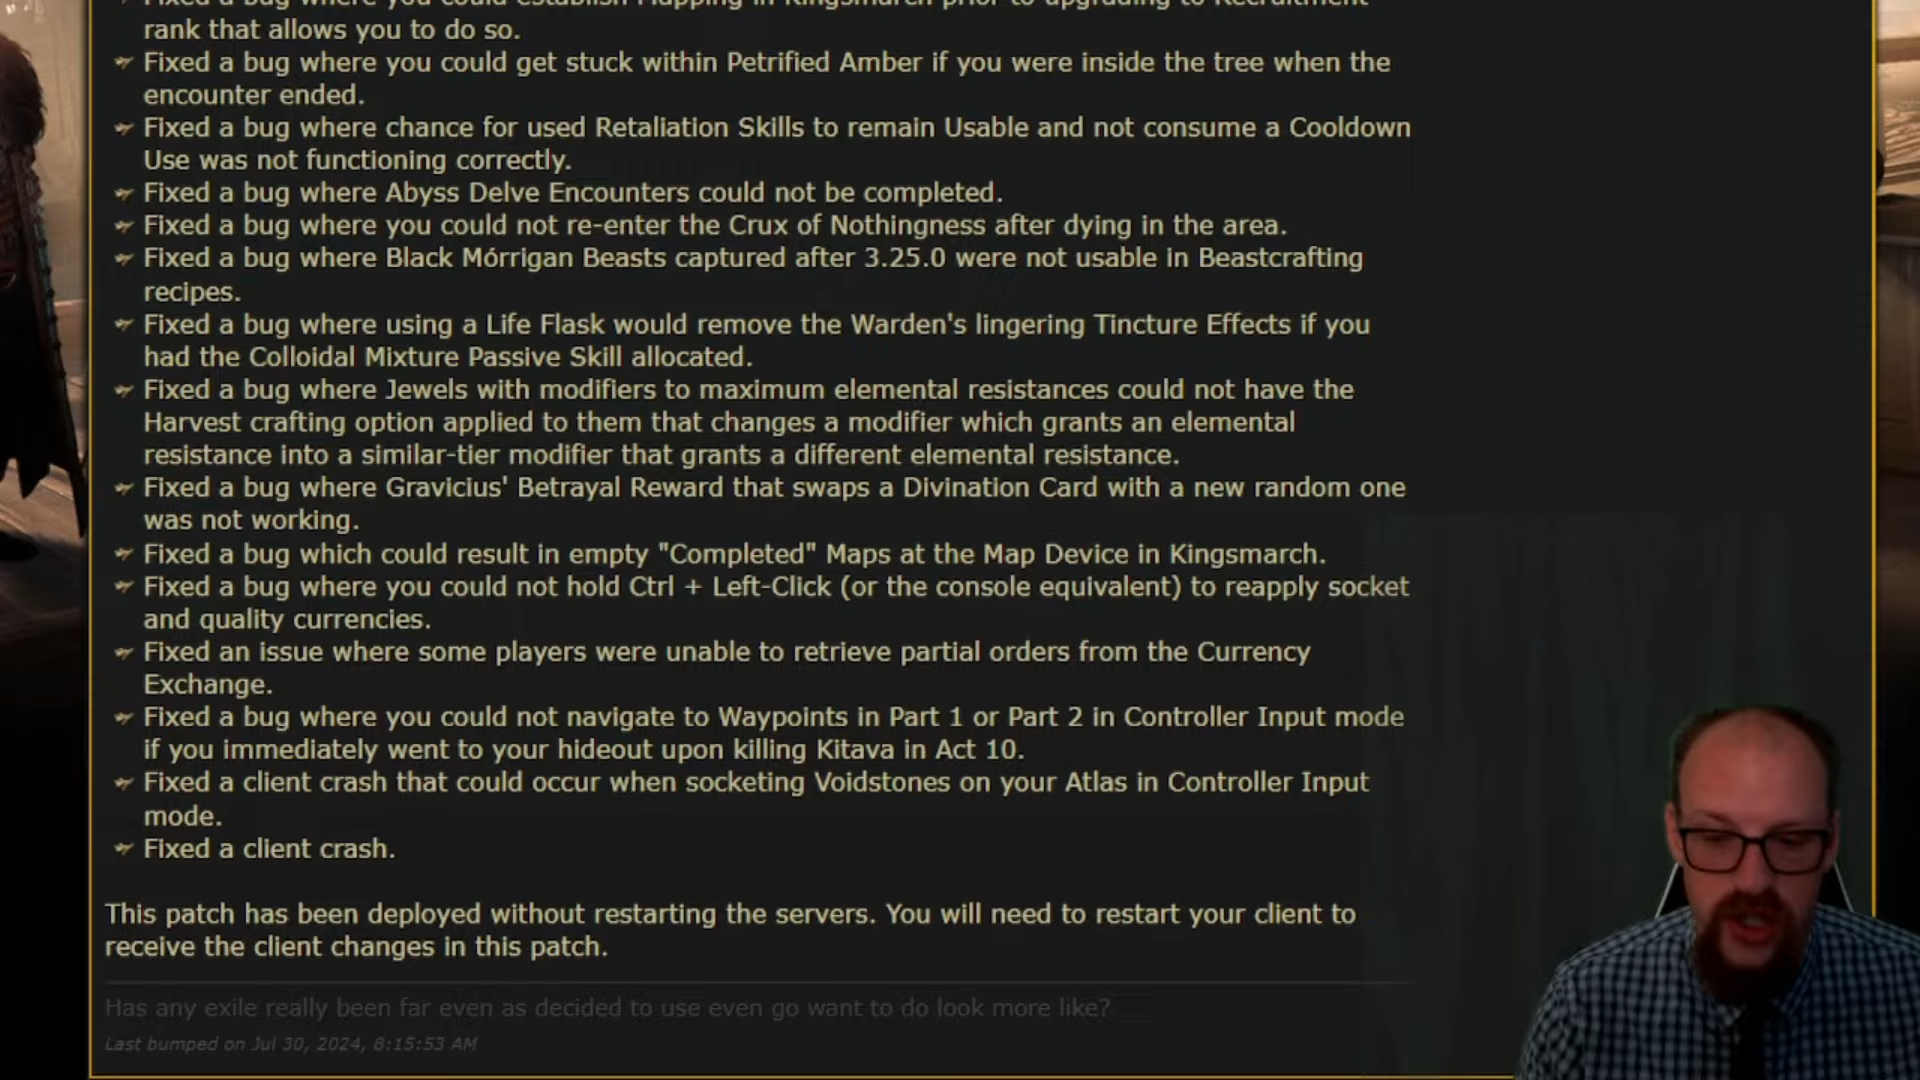 Fixed a bug where you could establish Mapping in Kingsmarch prior to upgrading to Recruitment
rank that allows you to do so.
Fixed a bug where you could get stuck within Petrified Amber if you were inside the tree when the
encounter ended.
Fixed a bug where chance for used Retaliation Skills to remain Usable and not consume a Cooldown
Use was not functioning correctly.
Fixed a bug where Abyss Delve Encounters could not be completed.
Fixed a bug where you could not re-enter the Crux of Nothingness after dying in the area.
Fixed a bug where Black Mórrigan Beasts captured after 3.25.0 were not usable in Beastcrafting
recipes.
Fixed a bug where using a Life Flask would remove the Warden's lingering Tincture Effects if you
had the Colloidal Mixture Passive Skill allocated.
Fixed a bug where Jewels with modifiers to maximum elemental resistances could not have the
Harvest crafting option applied to them that changes a modifier which grants an elemental
resistance into a similar-tier modifier that grants a different elemental resistance.
Fixed a bug where Gravicius' Betrayal Reward that swaps a Divination Card with a new random one
was not working.
Fixed a bug which could result in empty "Completed" Maps at the Map Device in Kingsmarch.
Fixed a bug where you could not hold Ctrl + Left-Click (or the console equivalent) to reapply socket
and quality currencies.
Fixed an issue where some players were unable to retrieve partial orders from the Currency
Exchange.
Fixed a bug where you could not navigate to Waypoints in Part 1 or Part 2 in Controller Input mode
if you immediately went to your hideout upon killing Kitava in Act 10.
Fixed a client crash that could occur when socketing Voidstones on your Atlas in Controller Input
mode.
Fixed a client crash.
This patch has been deployed without restarting the servers. You will need to restart your client to
receive the client changes in this patch.
Has any exile really been far even as decided to use even go want to do look more like?
Last bumped on Jul 30, 2024, 8:15:53 AM